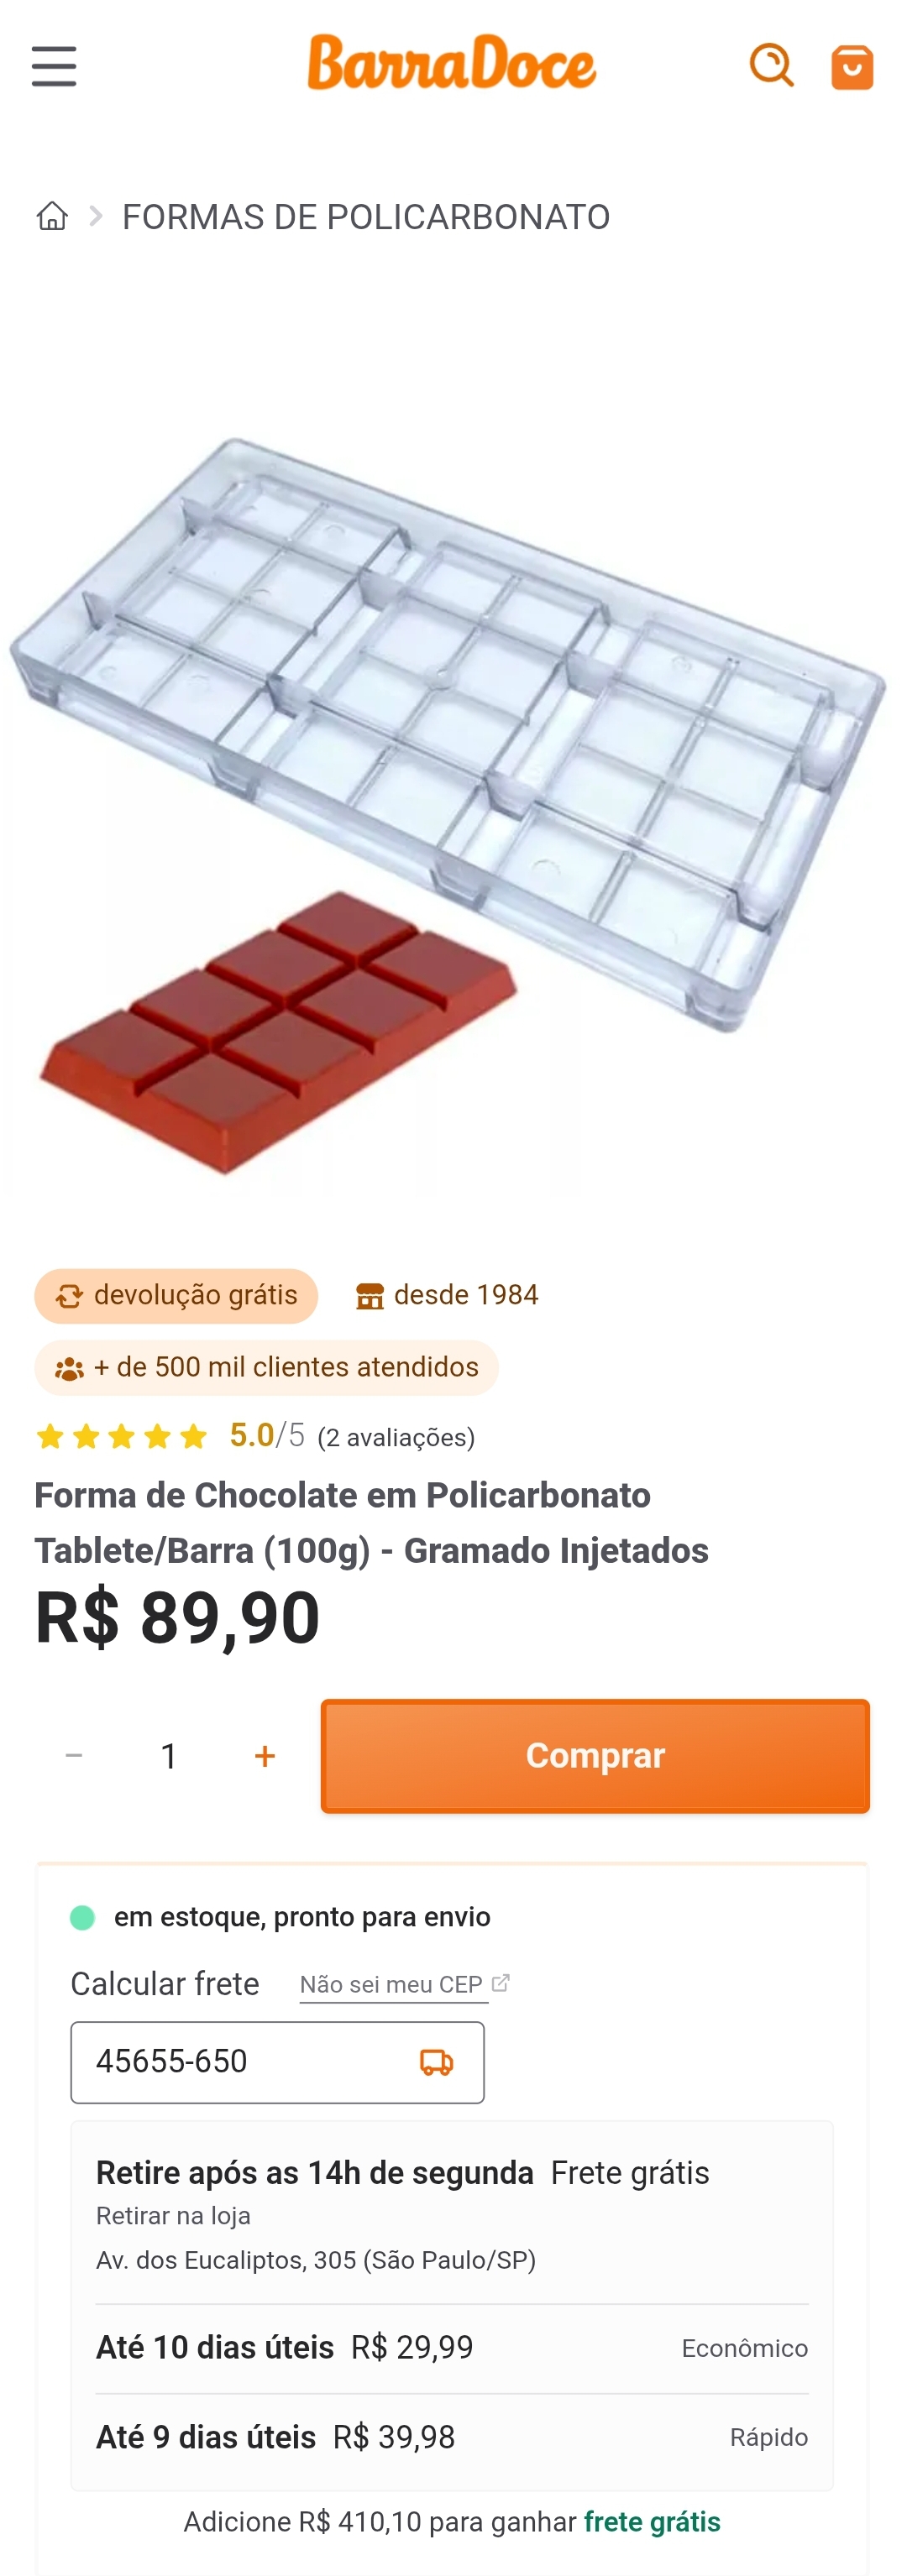 BarraDoce
FORMAS DE POLICARBONATO
devolução grátis
desde 1984
+ de 500 mil clientes atendidos
5.0/5 (2 avaliações)
Forma de Chocolate em Policarbonato
Tablete/Barra (100g) - Gramado Injetados
R$ 89,90
− 1 + Comprar
em estoque, pronto para envio
Calcular frete Não sei meu CEP
45655-650
Retire após as 14h de segunda Frete grátis
Retirar na loja
Av. dos Eucaliptos, 305 (São Paulo/SP)
Até 10 dias úteis R$ 29,99 Econômico
Até 9 dias úteis R$ 39,98 Rápido
Adicione R$ 410,10 para ganhar frete grátis